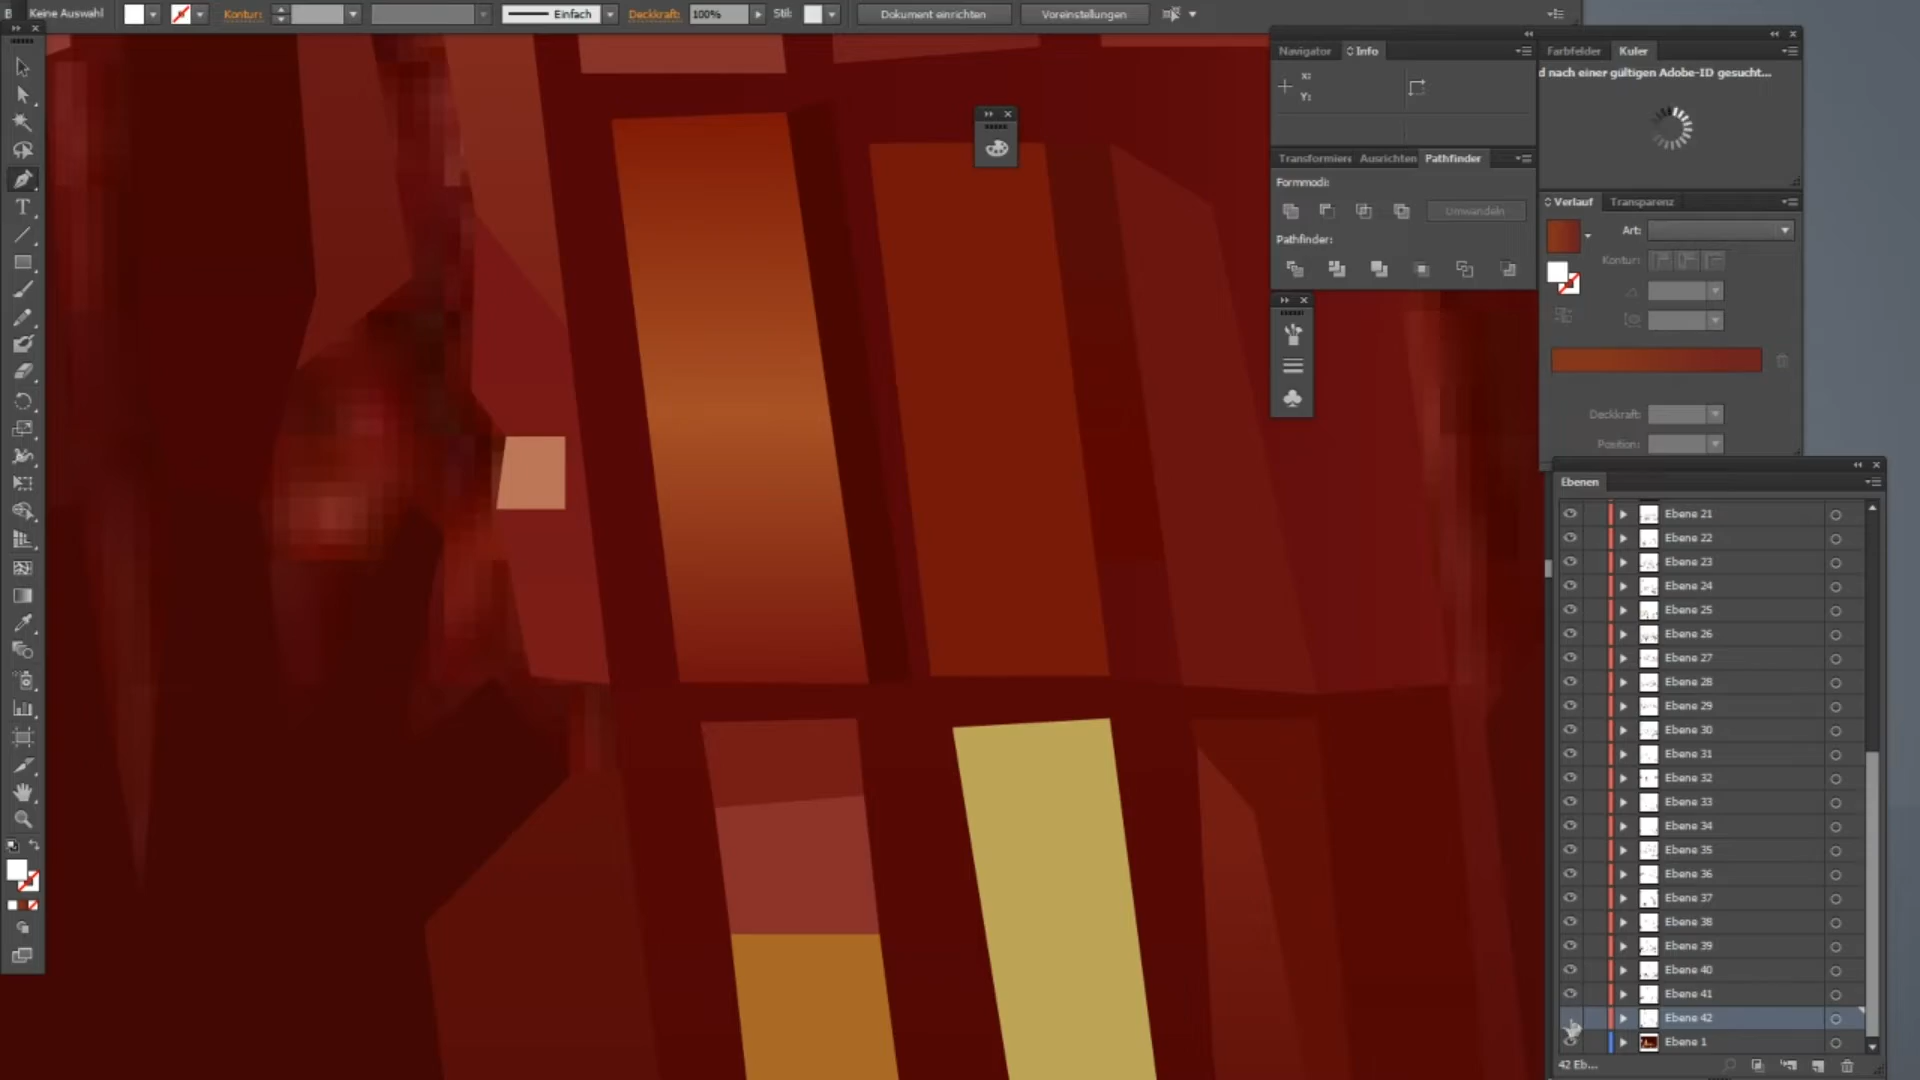 Keine Auswahl Kontur: Einfach Deckkraft: 100% Stil: Dokument einrichten Voreinstellungen
Navigator Info
X:
Y:
Farbfelder Kuler
d nach einer gültigen Adobe-ID gesucht...
Transformiere Ausrichten Pathfinder
Formmodi:
Umwandeln
Pathfinder:
Verlauf Transparenz
Art:
Kontur:
Deckkraft:
Position:
Ebenen
Ebene 21
Ebene 22
Ebene 23
Ebene 24
Ebene 25
Ebene 26
Ebene 27
Ebene 28
Ebene 29
Ebene 30
Ebene 31
Ebene 32
Ebene 33
Ebene 34
Ebene 35
Ebene 36
Ebene 37
Ebene 38
Ebene 39
Ebene 40
Ebene 41
Ebene 42
Ebene 1
42 Eb...